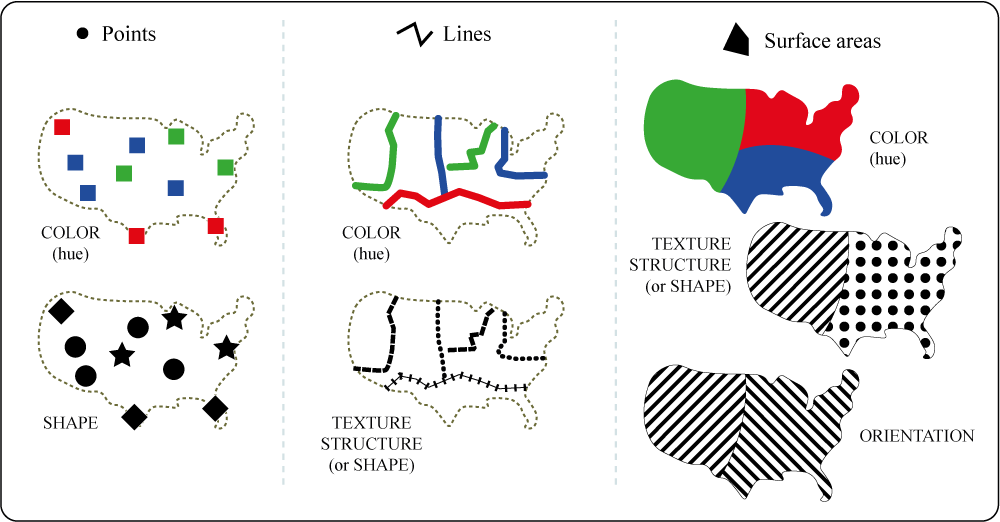 Points
COLOR
(hue)
SHAPE
Lines
COLOR
(hue)
TEXTURE
STRUCTURE
(or SHAPE)
Surface areas
COLOR
(hue)
TEXTURE
STRUCTURE
(or SHAPE)
ORIENTATION